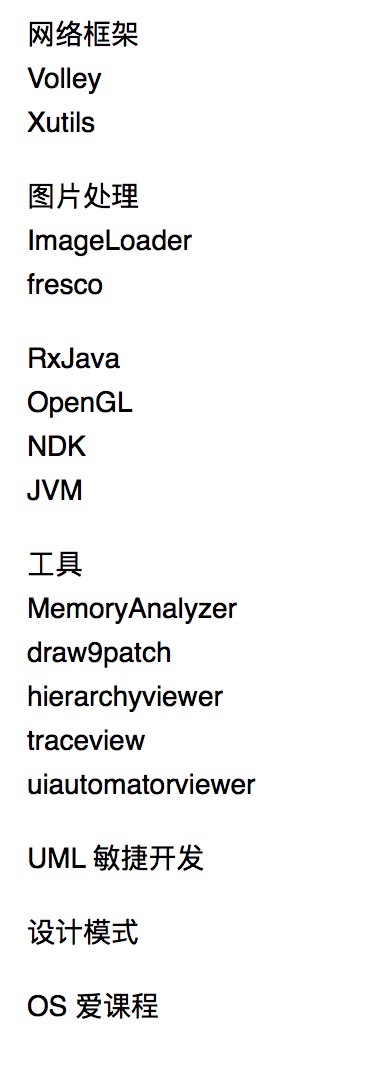 网络框架
Volley
Xutils
图片处理
ImageLoader
fresco
RxJava
OpenGL
NDK
JVM
工具
MemoryAnalyzer
draw9patch
hierarchyviewer
traceview
uiautomatorviewer
UML 敏捷开发
设计模式
OS 爱课程